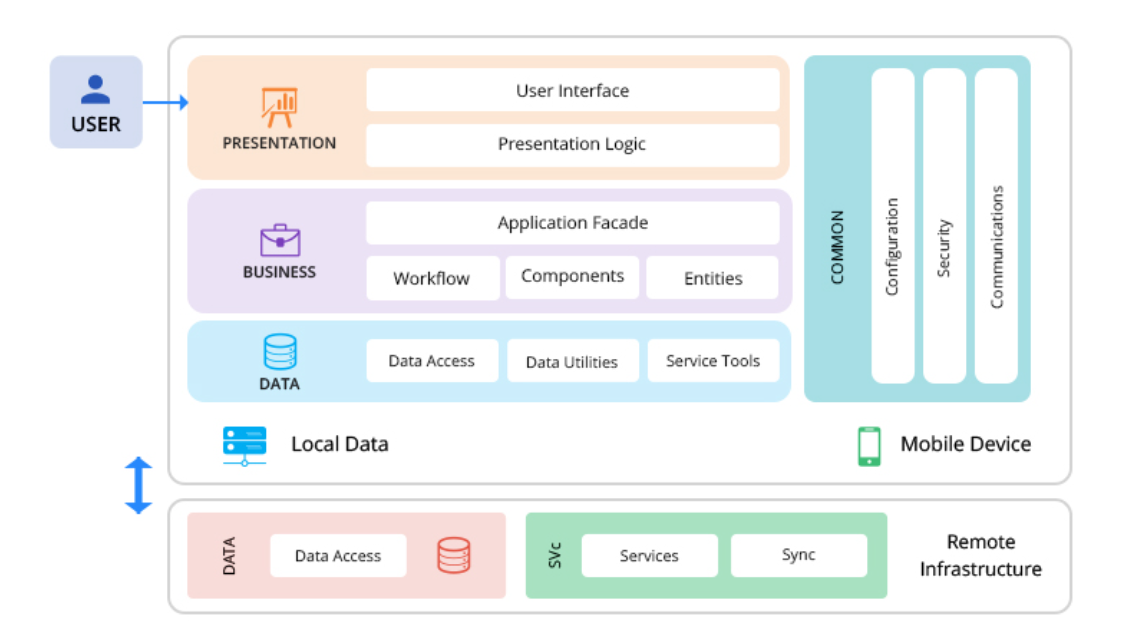 USER
PRESENTATION
User Interface
Presentation Logic
BUSINESS
Application Facade
Workflow
Components
Entities
DATA
Data Access
Data Utilities
Service Tools
COMMON
Configuration
Security
Communications
Local Data
Mobile Device
DATA
Data Access
SVc
Services
Sync
Remote
Infrastructure